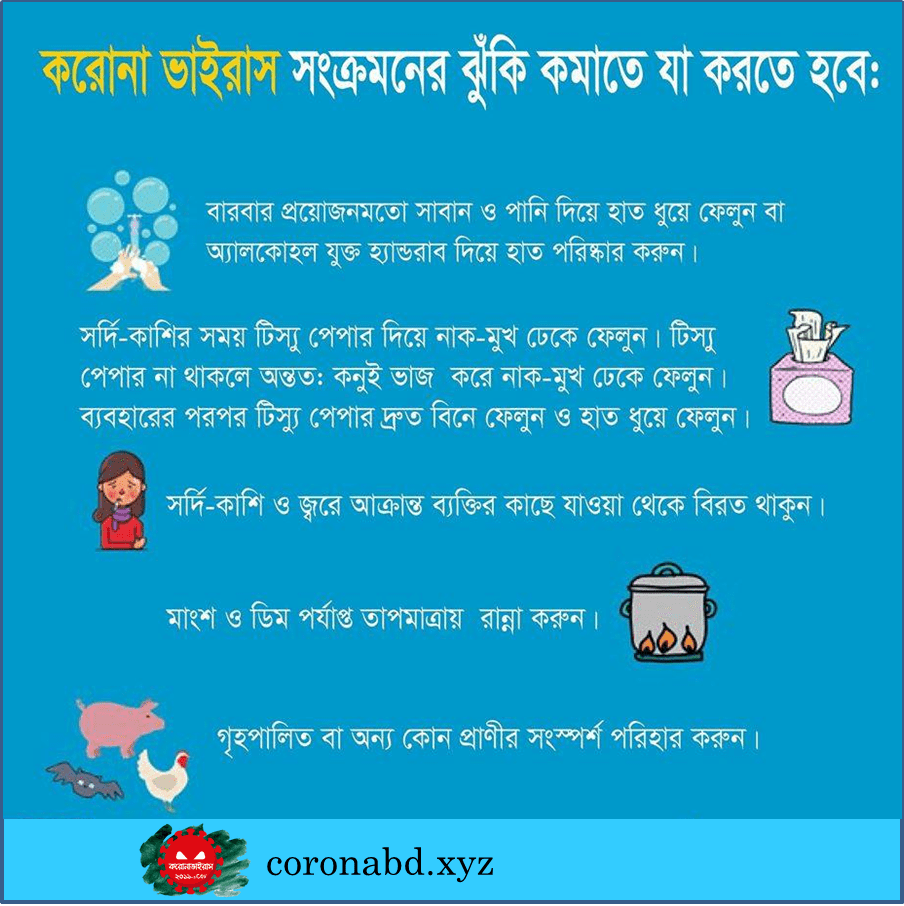 করোনা ভাইরাস সংক্রমনের ঝুঁকি কমাতে যা করতে হবে:
বারবার প্রয়োজনমতো সাবান ও পানি দিয়ে হাত ধুয়ে ফেলুন বা
অ্যালকোহল যুক্ত হ্যান্ডরাব দিয়ে হাত পরিষ্কার করুন।
সর্দি-কাশির সময় টিস্যু পেপার দিয়ে নাক-মুখ ঢেকে ফেলুন। টিস্যু
পেপার না থাকলে অন্তত: কনুই ভাজ করে নাক-মুখ ঢেকে ফেলুন।
ব্যবহারের পরপর টিস্যু পেপার দ্রুত বিনে ফেলুন ও হাত ধুয়ে ফেলুন।
সর্দি-কাশি ও জ্বরে আক্রান্ত ব্যক্তির কাছে যাওয়া থেকে বিরত থাকুন।
মাংশ ও ডিম পর্যাপ্ত তাপমাত্রায় রান্না করুন।
গৃহপালিত বা অন্য কোন প্রাণীর সংস্পর্শ পরিহার করুন।
করোনাভাইরাস
coronabd.xyz